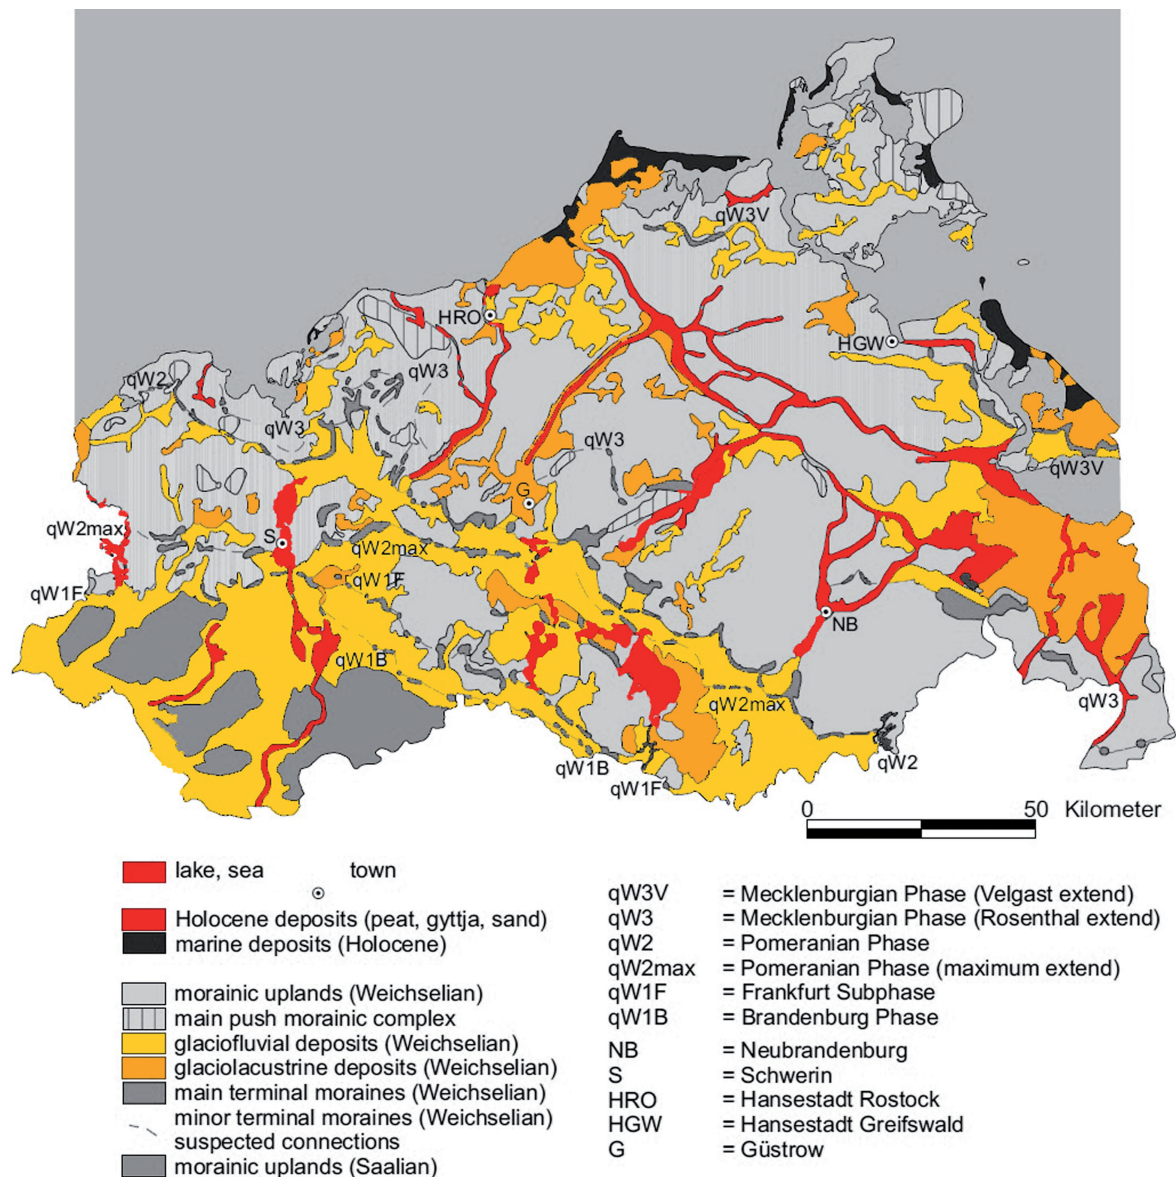 qW3V
HRO
HGW
qW2
qW3
qW3
qW3
qW3V
G
qW2max
S
qW2max
qW1F
qW1F
NB
qW1B
qW2max
qW3
qW1B
qW2
qW1F
0 50 Kilometer
lake, sea town
Holocene deposits (peat, gyttja, sand)
marine deposits (Holocene)
morainic uplands (Weichselian)
main push morainic complex
glaciofluvial deposits (Weichselian)
glaciolacustrine deposits (Weichselian)
main terminal moraines (Weichselian)
minor terminal moraines (Weichselian)
suspected connections
morainic uplands (Saalian)
qW3V = Mecklenburgian Phase (Velgast extend)
qW3 = Mecklenburgian Phase (Rosenthal extend)
qW2 = Pomeranian Phase
qW2max = Pomeranian Phase (maximum extend)
qW1F = Frankfurt Subphase
qW1B = Brandenburg Phase
NB = Neubrandenburg
S = Schwerin
HRO = Hansestadt Rostock
HGW = Hansestadt Greifswald
G = Güstrow